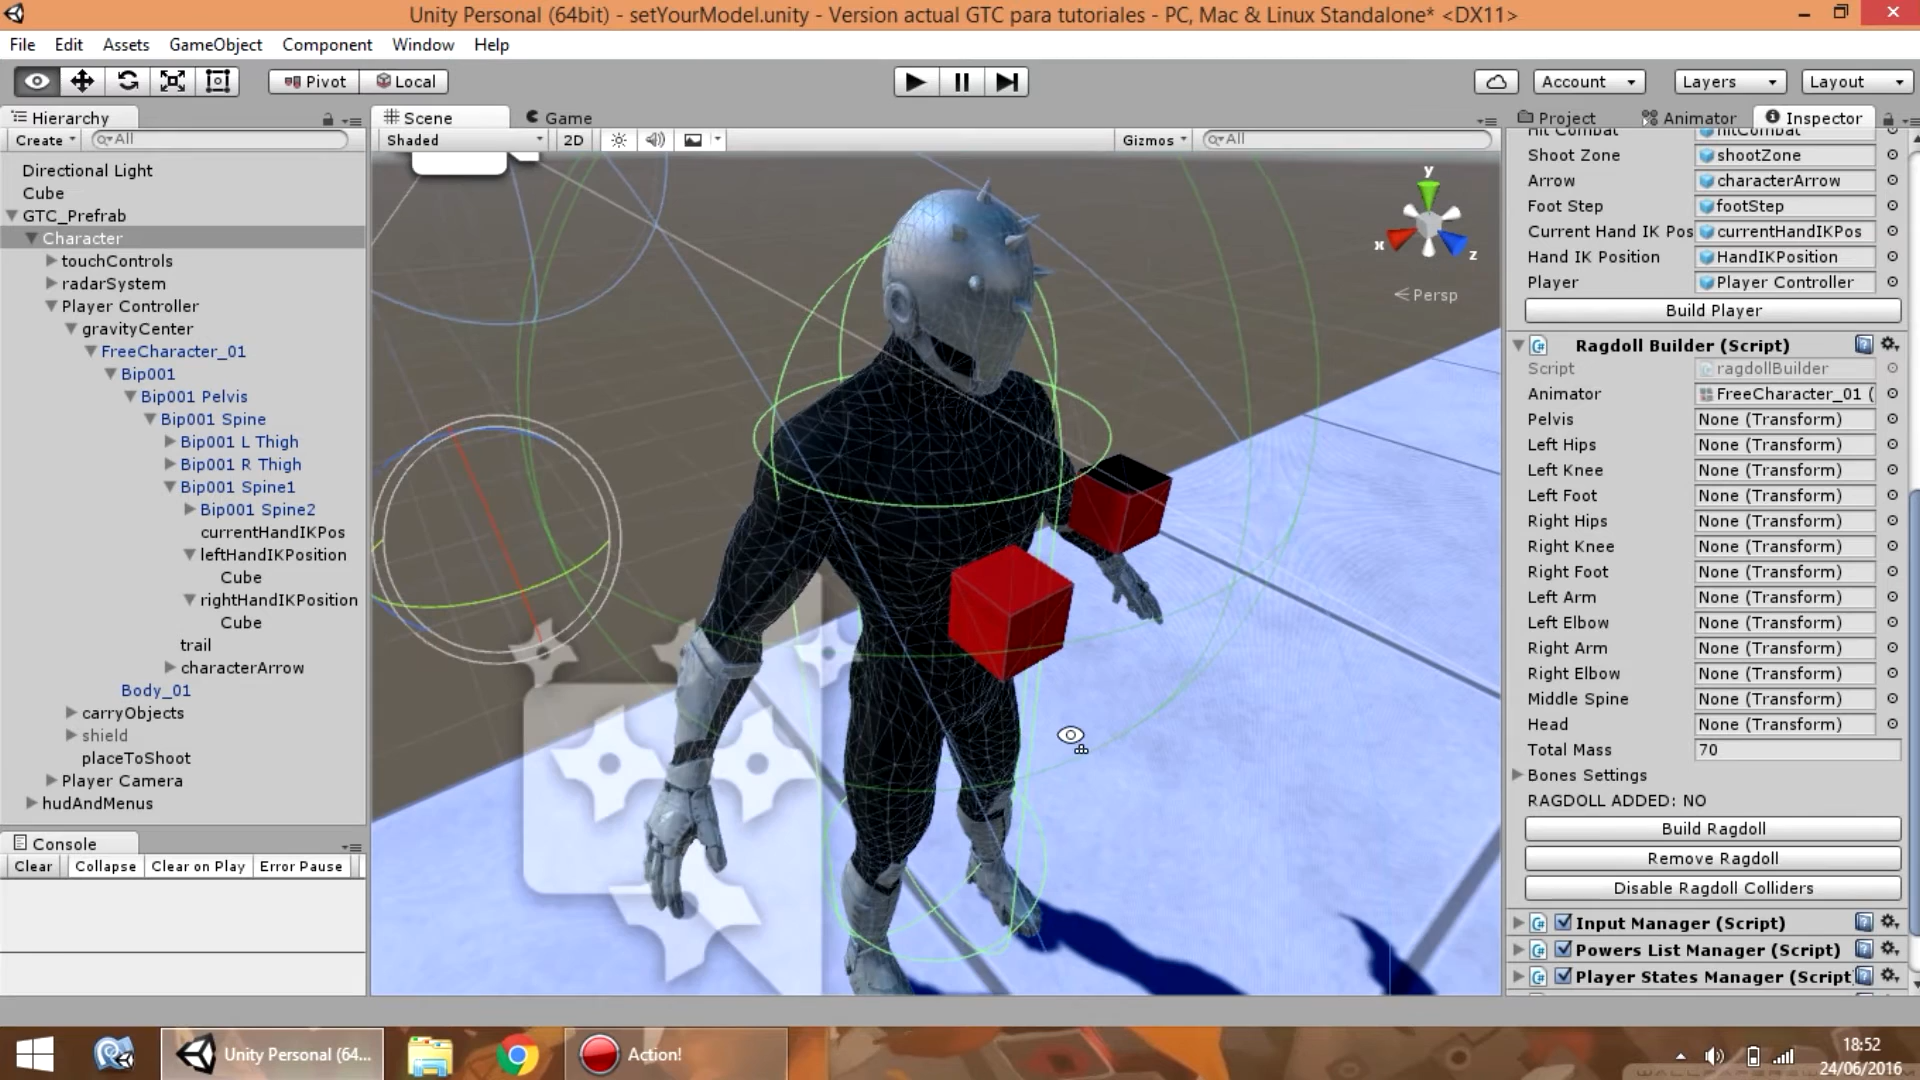 Unity Personal (64bit) - setYourModel.unity - Version actual GTC para tutoriales - PC, Mac & Linux Standalone* <DX11>
File Edit Assets GameObject Component Window Help
Pivot Local Account Layers Layout
Hierarchy
Create All
Directional Light
Cube
GTC_Prefrab
Character
touchControls
radarSystem
Player Controller
gravityCenter
FreeCharacter_01
Bip001
Bip001 Pelvis
Bip001 Spine
Bip001 L Thigh
Bip001 R Thigh
Bip001 Spine1
Bip001 Spine2
currentHandIKPos
leftHandIKPosition
Cube
rightHandIKPosition
Cube
trail
characterArrow
Body_01
carryObjects
shield
placeToShoot
Player Camera
hudAndMenus
Console
Clear Collapse Clear on Play Error Pause
Scene Game
Shaded 2D Gizmos All
y
x
z
Persp
Project Animator Inspector
Hit Combat hitCombat
Shoot Zone shootZone
Arrow characterArrow
Foot Step footStep
Current Hand IK Pos currentHandIKPos
Hand IK Position HandIKPosition
Player Player Controller
Build Player
Ragdoll Builder (Script)
Script ragdollBuilder
Animator FreeCharacter_01 (
Pelvis None (Transform)
Left Hips None (Transform)
Left Knee None (Transform)
Left Foot None (Transform)
Right Hips None (Transform)
Right Knee None (Transform)
Right Foot None (Transform)
Left Arm None (Transform)
Left Elbow None (Transform)
Right Arm None (Transform)
Right Elbow None (Transform)
Middle Spine None (Transform)
Head None (Transform)
Total Mass 70
Bones Settings
RAGDOLL ADDED: NO
Build Ragdoll
Remove Ragdoll
Disable Ragdoll Colliders
Input Manager (Script)
Powers List Manager (Script)
Player States Manager (Script
Unity Personal (64... Action!
18:52
24/06/2016